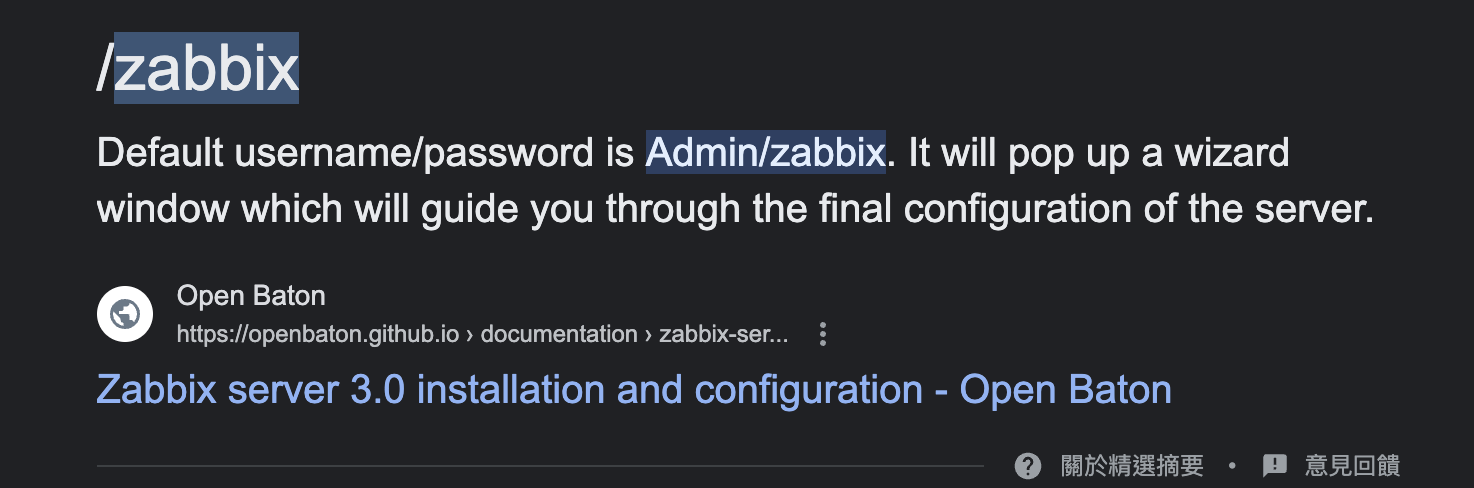 /zabbix
Default username/password is Admin/zabbix. It will pop up a wizard
window which will guide you through the final configuration of the server.
Open Baton
https://openbaton.github.io › documentation › zabbix-ser...
Zabbix server 3.0 installation and configuration - Open Baton
關於精選摘要 • 意見回饋